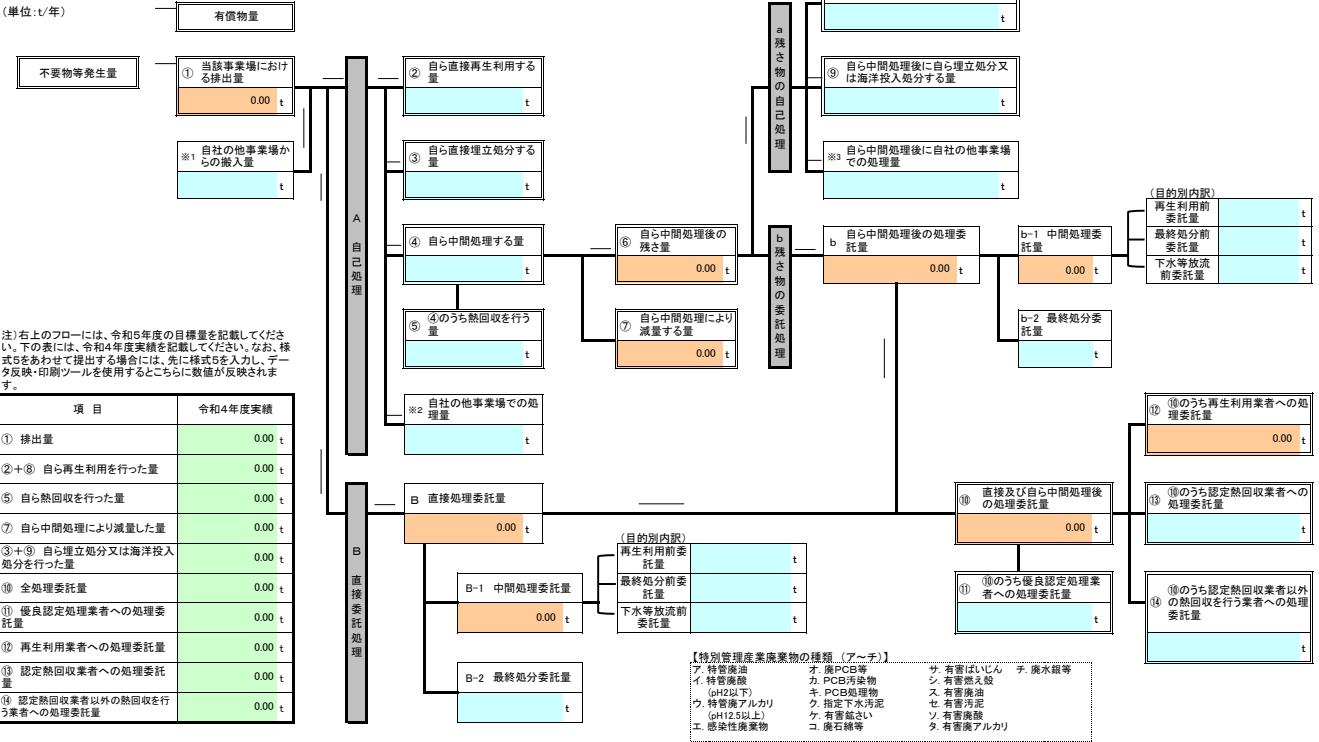 (単位:t/年)
有償物量
不要物等発生量
① 当該事業場におけ
る排出量
0.00 t
※1 自社の他事業場か
らの搬入量
t
A 自己処理
② 自ら直接再生利用する
量
t
③ 自ら直接埋立処分する
量
t
④ 自ら中間処理する量
t
⑤ ④のうち熱回収を行う
量
t
※2 自社の他事業場での処
理量
t
⑥ 自ら中間処理後の
残さ量
0.00 t
⑦ 自ら中間処理により
減量する量
0.00 t
a 残さ物の自己処理
t
⑨ 自ら中間処理後に自ら埋立処分又
は海洋投入処分する量
t
※3 自ら中間処理後に自社の他事業場
での処理量
t
b 残さ物の委託処理
b 自ら中間処理後の処理委
託量
0.00 t
b-1 中間処理委
託量
0.00 t
(目的別内訳)
再生利用前
委託量
t
最終処分前
委託量
t
下水等放流
前委託量
t
b-2 最終処分委
託量
t
注)右上のフローには、令和5年度の目標量を記載してくださ
い。下の表には、令和4年度実績を記載してください。なお、様
式5をあわせて提出する場合には、先に様式5を入力し、デー
タ反映・印刷ツールを使用するとこちらに数値が反映されま
す。
項 目 令和4年度実績
① 排出量 0.00 t
②+⑧ 自ら再生利用を行った量 0.00 t
⑤ 自ら熱回収を行った量 0.00 t
⑦ 自ら中間処理により減量した量 0.00 t
③+⑨ 自ら埋立処分又は海洋投入
処分を行った量 0.00 t
⑩ 全処理委託量 0.00 t
⑪ 優良認定処理業者への処理委
託量 0.00 t
⑫ 再生利用業者への処理委託量 0.00 t
⑬ 認定熱回収業者への処理委託
量 0.00 t
⑭ 認定熱回収業者以外の熱回収を行
う業者への処理委託量 0.00 t
B 直接委託処理
B 直接処理委託量
0.00 t
B-1 中間処理委託量
0.00 t
(目的別内訳)
再生利用前委
託量
t
最終処分前委
託量
t
下水等放流前
委託量
t
B-2 最終処分委託量
t
⑩ 直接及び自ら中間処理後
の処理委託量
0.00 t
⑪ ⑩のうち優良認定処理業
者への処理委託量
t
⑫ ⑩のうち再生利用業者への処
理委託量
0.00 t
⑬ ⑩のうち認定熱回収業者への
処理委託量
t
⑭ ⑩のうち認定熱回収業者以外
の熱回収を行う業者への処理
委託量
t
【特別管理産業廃棄物の種類 (ア~チ)】
ア. 特管廃油 オ. 廃PCB等 サ. 有害ばいじん チ. 廃水銀等
イ. 特管廃酸 カ. PCB汚染物 シ. 有害燃え殻
(pH2以下) キ. PCB処理物 ス. 有害廃油
ウ. 特管廃アルカリ ク. 指定下水汚泥 セ. 有害汚泥
(pH12.5以上) ケ. 有害鉱さい ソ. 有害廃酸
エ. 感染性廃棄物 コ. 廃石綿等 タ. 有害廃アルカリ